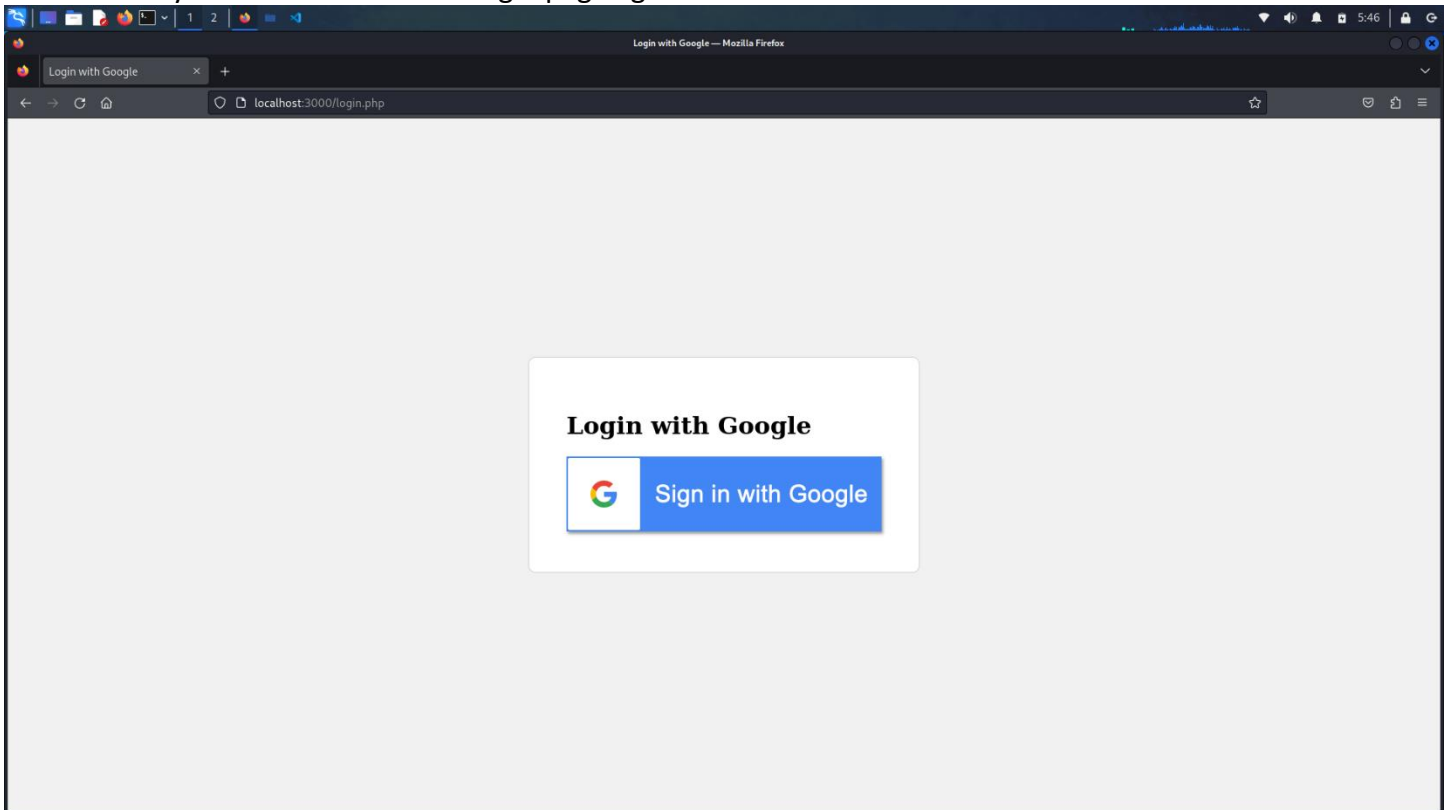 1 2
5:46
Login with Google — Mozilla Firefox
Login with Google
localhost:3000/login.php
Login with Google
G Sign in with Google